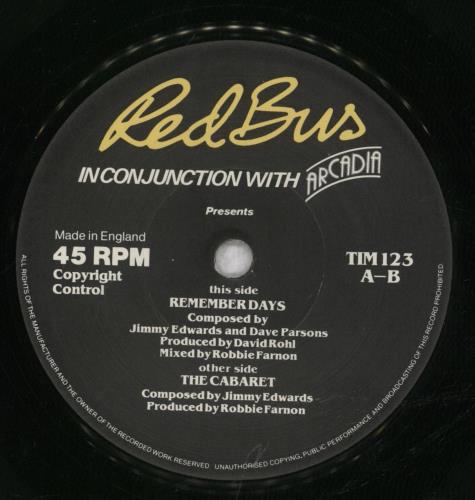 Red Bus
IN CONJUNCTION WITH ARCADIA
Presents
Made in England
45 RPM
Copyright
Control
TIM 123
A–B
this side
REMEMBER DAYS
Composed by
Jimmy Edwards and Dave Parsons
Produced by David Rohl
Mixed by Robbie Farnon
other side
THE CABARET
Composed by Jimmy Edwards
Produced by Robbie Farnon
ALL RIGHTS OF THE MANUFACTURER AND THE OWNER OF THE RECORDED WORK RESERVED UNAUTHORISED COPYING, PUBLIC PERFORMANCE AND BROADCASTING OF THIS RECORD PROHIBITED